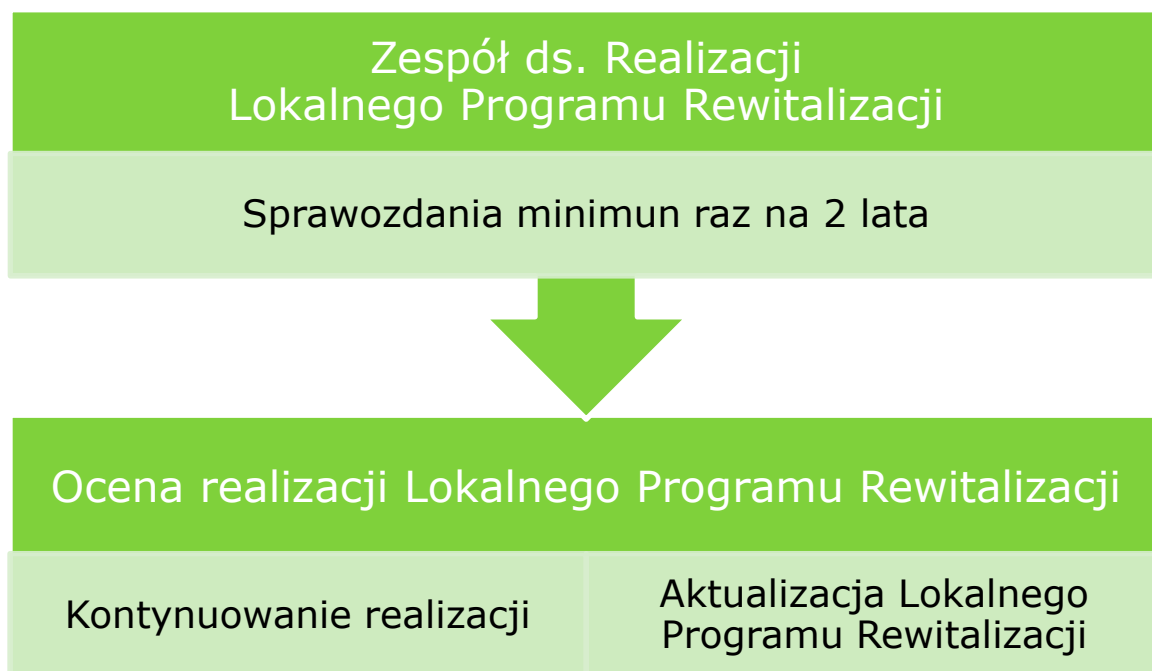 Zespół ds. Realizacji
Lokalnego Programu Rewitalizacji
Sprawozdania minimun raz na 2 lata
Ocena realizacji Lokalnego Programu Rewitalizacji
Kontynuowanie realizacji
Aktualizacja Lokalnego
Programu Rewitalizacji